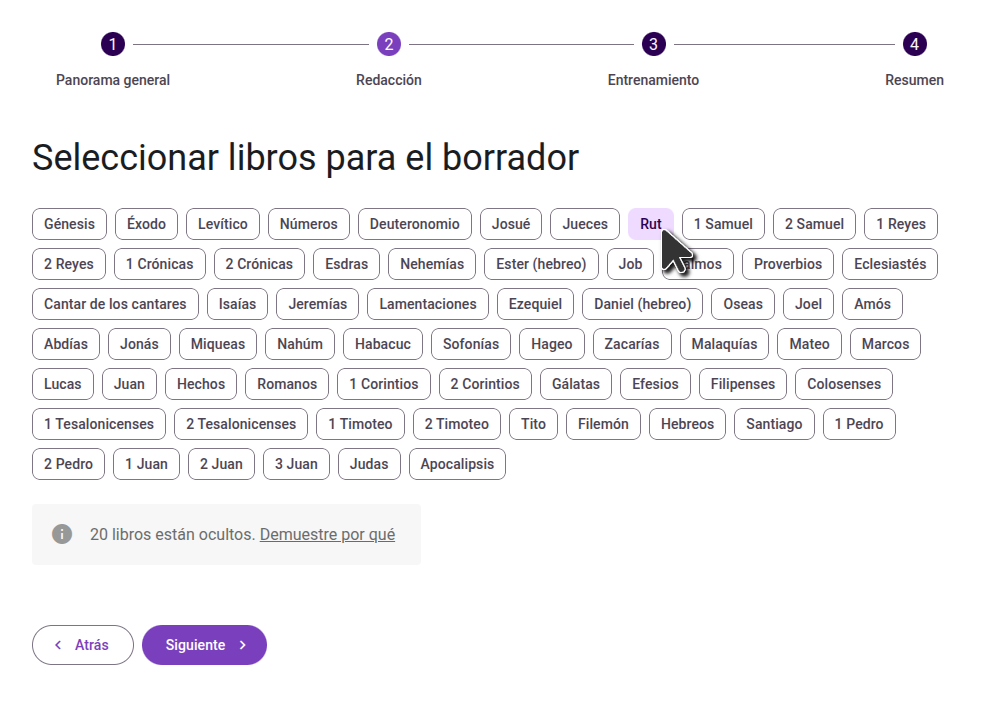 1 2 3 4
Panorama general Redacción Entrenamiento Resumen
Seleccionar libros para el borrador
Génesis Éxodo Levítico Números Deuteronomio Josué Jueces Rut 1 Samuel 2 Samuel 1 Reyes
2 Reyes 1 Crónicas 2 Crónicas Esdras Nehemías Ester (hebreo) Job Proverbios Eclesiastés
Cantar de los cantares Isaías Jeremías Lamentaciones Ezequiel Daniel (hebreo) Oseas Joel Amós
Abdías Jonás Miqueas Nahúm Habacuc Sofonías Hageo Zacarías Malaquías Mateo Marcos
Lucas Juan Hechos Romanos 1 Corintios 2 Corintios Gálatas Efesios Filipenses Colosenses
1 Tesalonicenses 2 Tesalonicenses 1 Timoteo 2 Timoteo Tito Filemón Hebreos Santiago 1 Pedro
2 Pedro 1 Juan 2 Juan 3 Juan Judas Apocalipsis
20 libros están ocultos. Demuestre por qué
Atrás Siguiente